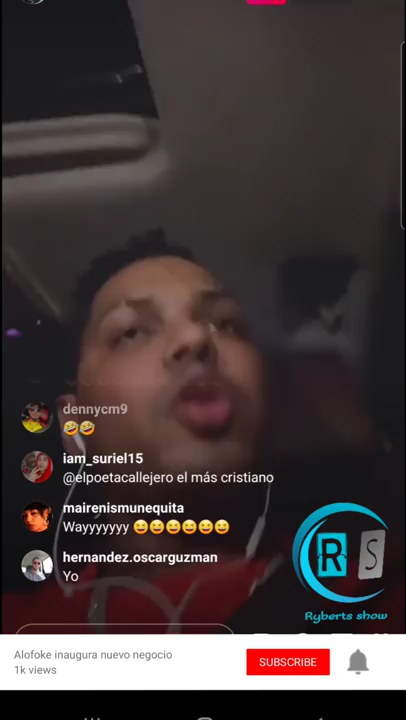 dennycm9
🤣🤣
iam_suriel15
@elpoetacallejero el más cristiano
mairenismunequita
Wayyyyyyy 😆😆😆😆😆😆
hernandez.oscarguzman
Yo
R S
Ryberts show
Alofoke inaugura nuevo negocio
1k views
SUBSCRIBE